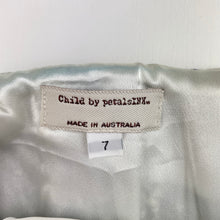 Child by petalsINK.
MADE IN AUSTRALIA
7